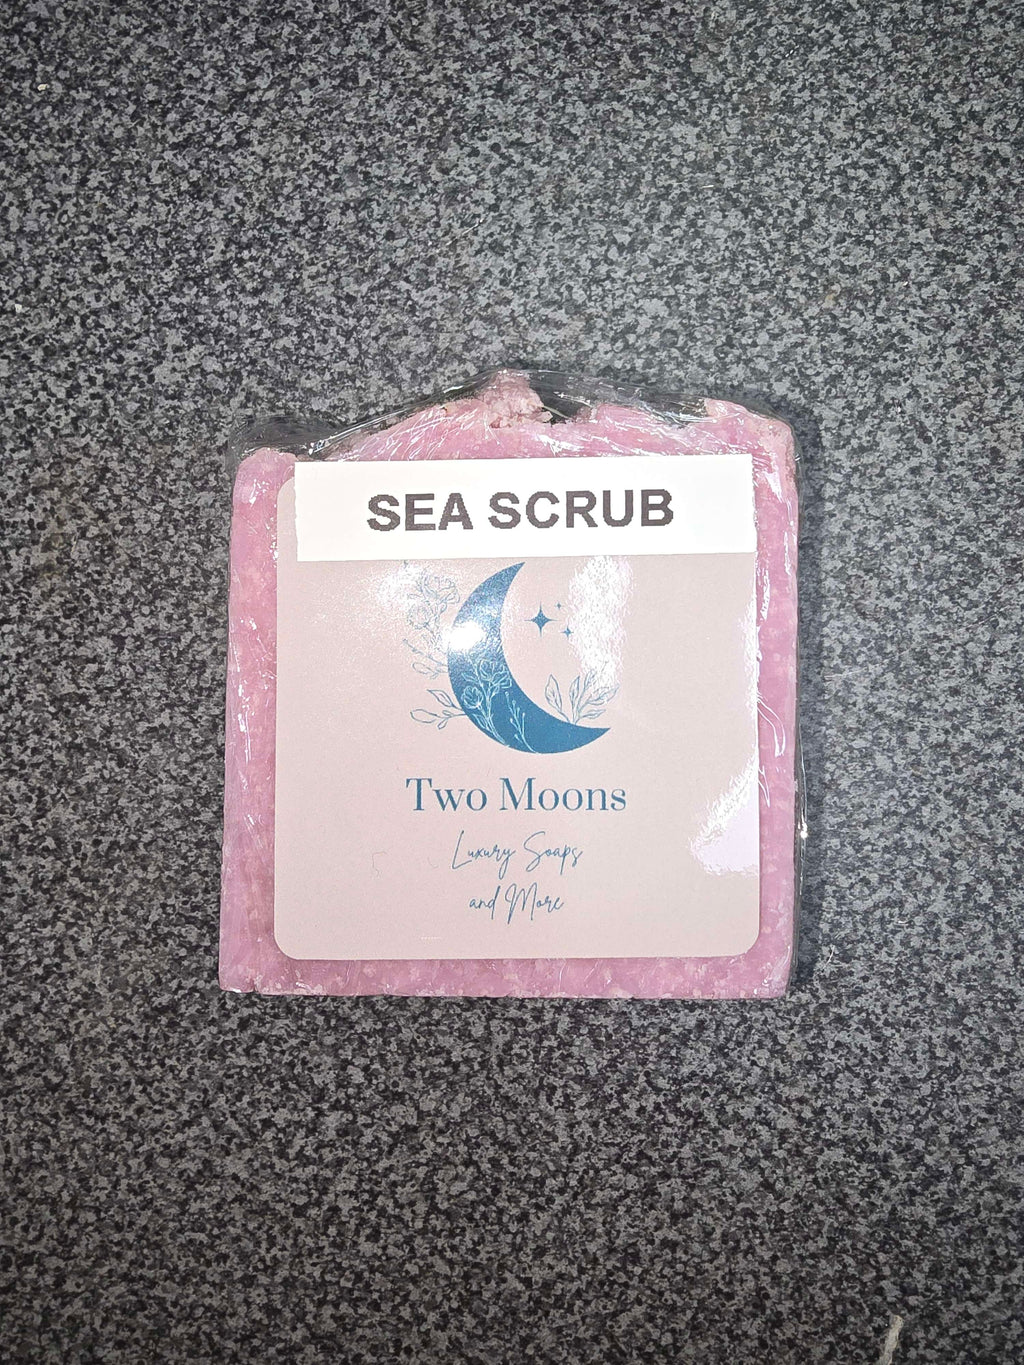 SEA SCRUB
Two Moons
Luxury Soaps
and More